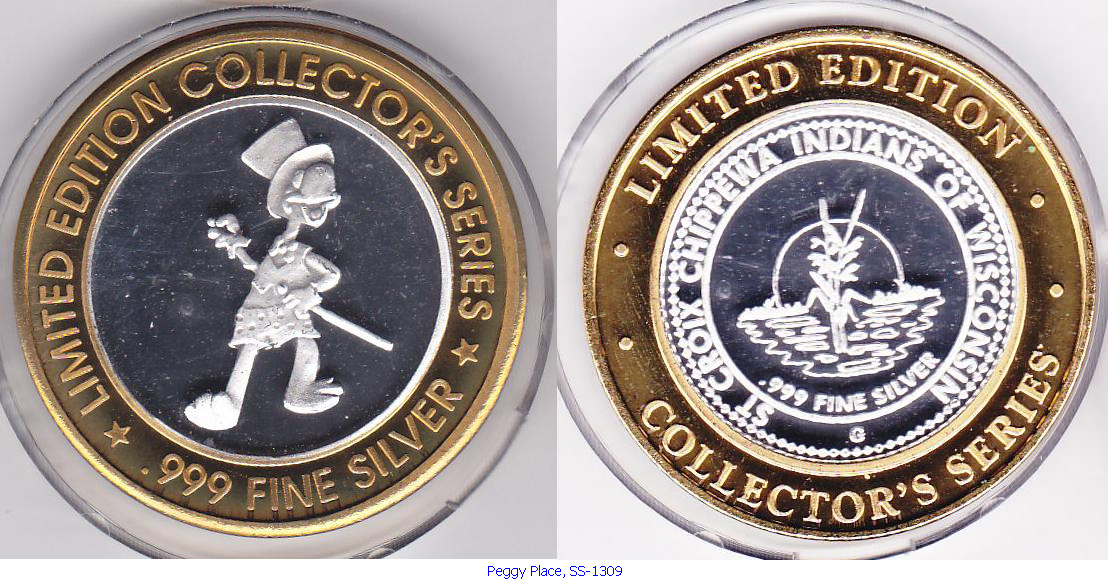 LIMITED EDITION COLLECTOR'S SERIES
.999 FINE SILVER
LIMITED EDITION
COLLECTOR'S SERIES
ST CROIX CHIPPEWA INDIANS OF WISCONSIN
.999 FINE SILVER
G
Peggy Place, SS-1309